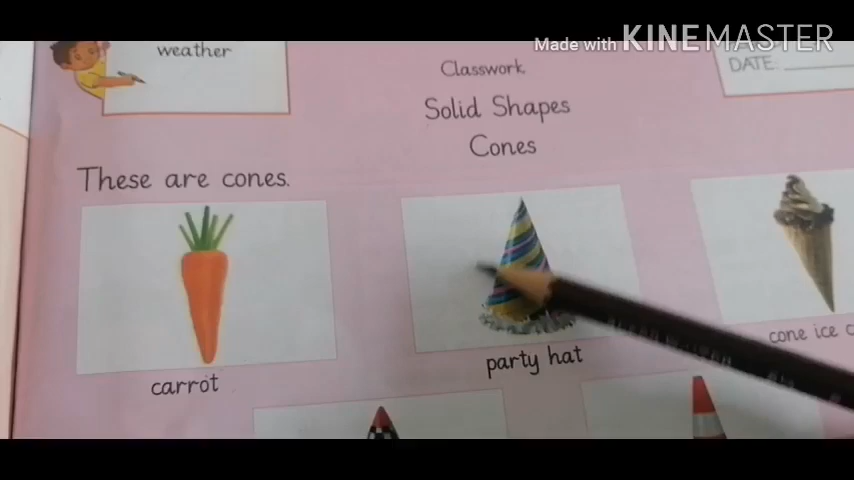 Made with KINEMASTER
weather
Classwork
DATE:
Solid Shapes
Cones
These are cones.
carrot
party hat
cone ice